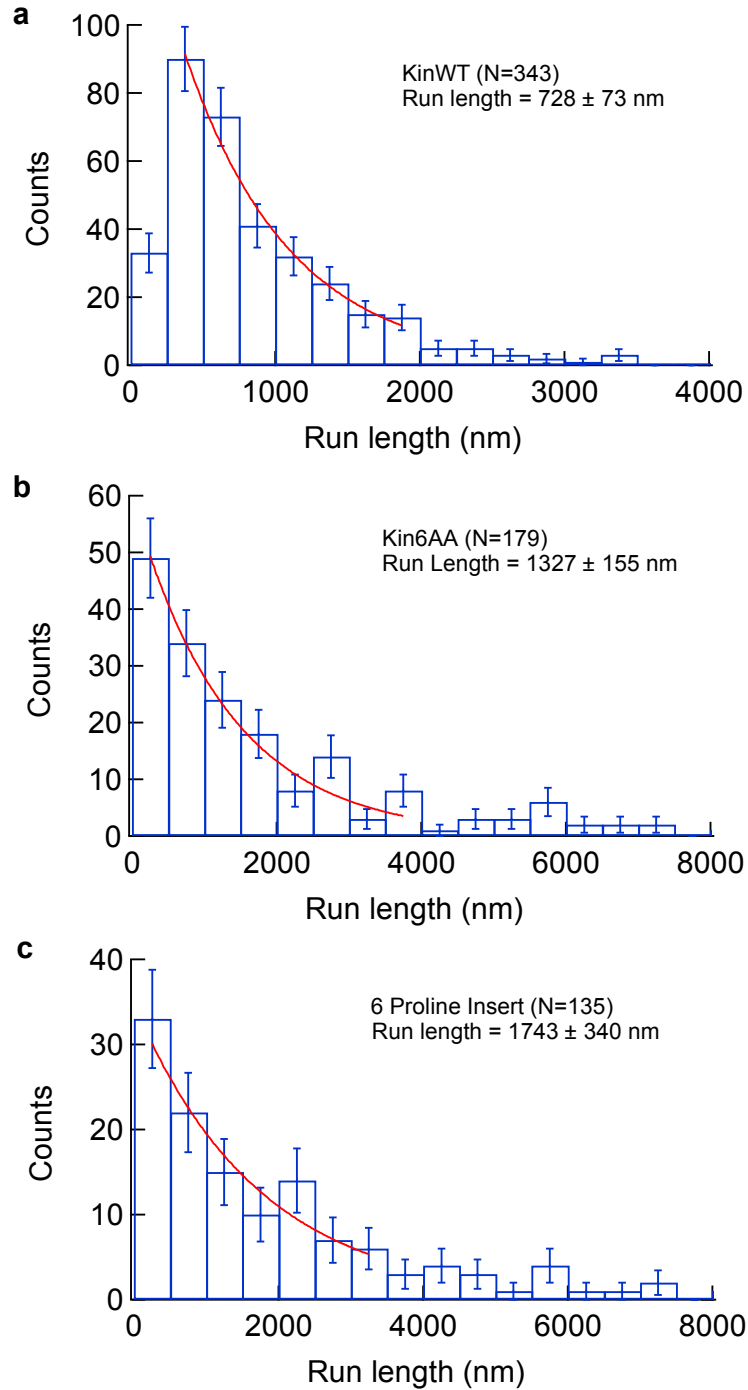 a
100
80
60
40
20
0
Counts
KinWT (N=343)
Run length = 728 ± 73 nm
0 1000 2000 3000 4000
Run length (nm)
b
60
50
40
30
20
10
0
Counts
Kin6AA (N=179)
Run Length = 1327 ± 155 nm
0 2000 4000 6000 8000
Run length (nm)
c
40
30
20
10
0
Counts
6 Proline Insert (N=135)
Run length = 1743 ± 340 nm
0 2000 4000 6000 8000
Run length (nm)